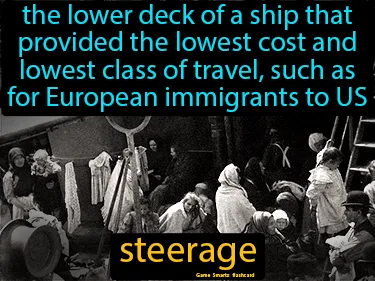 the lower deck of a ship that
provided the lowest cost and
lowest class of travel, such as
for European immigrants to US
steerage
Game Smartz flashcard